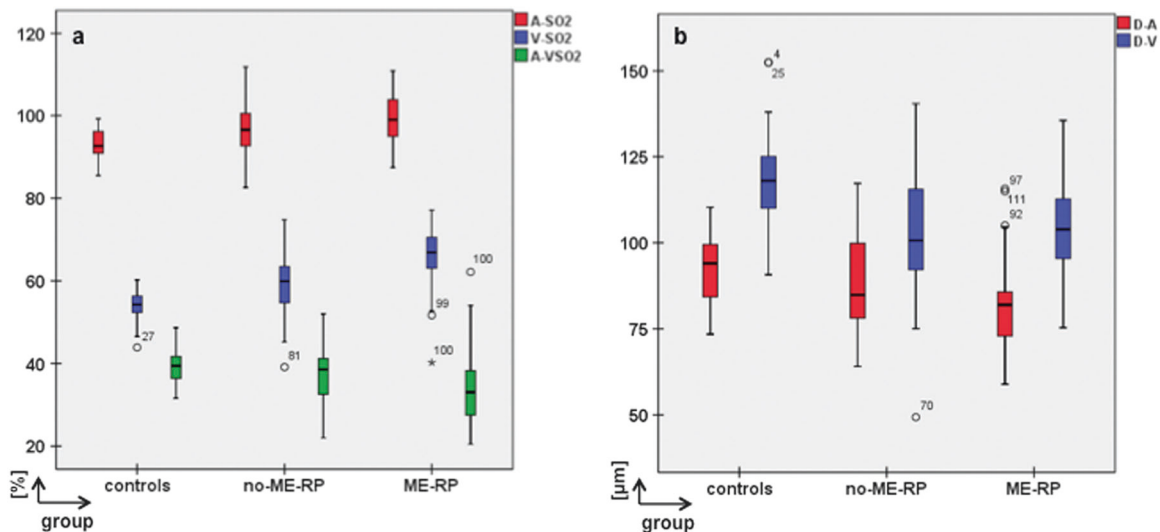 a
A-SO2
V-SO2
A-VSO2
120
100
80
60
40
20
27
81
99
100
100
[%]
controls no-ME-RP ME-RP
group
b
D-A
D-V
150
125
100
75
50
4
25
70
97
111
92
[µm]
controls no-ME-RP ME-RP
group